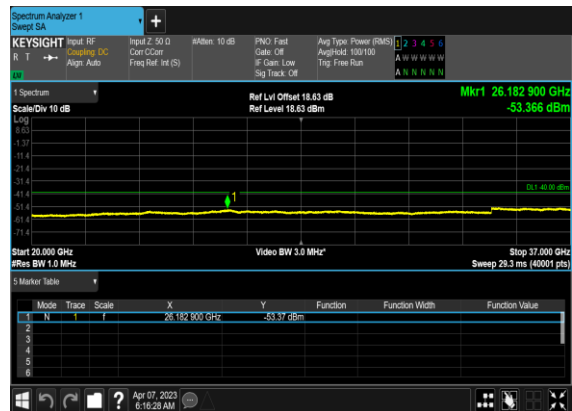 Spectrum Analyzer 1
Swept SA
KEYSIGHT Input: RF Input Z: 50 Ω #Atten: 10 dB PNO: Fast Avg Type: Power (RMS) 1 2 3 4 5 6
R T Coupling: DC Corr CCorr Gate: Off Avg|Hold: 100/100 A W W W W W
Align: Auto Freq Ref: Int (S) IF Gain: Low Trig: Free Run
LW Sig Track: Off A N N N N N
1 Spectrum Ref Lvl Offset 18.63 dB Mkr1 26.182 900 GHz
Scale/Div 10 dB Ref Level 18.63 dBm -53.366 dBm
Log
8.63
-1.37
-11.4
-21.4
-31.4
-41.4 DL1 -40.00 dBm
1
-51.4
-61.4
-71.4
Start 20.000 GHz Video BW 3.0 MHz* Stop 37.000 GHz
#Res BW 1.0 MHz Sweep 29.3 ms (40001 pts)
5 Marker Table
Mode Trace Scale X Y Function Function Width Function Value
1 N 1 f 26.182 900 GHz -53.37 dBm
2
3
4
5
6
? Apr 07, 2023
6:16:28 AM